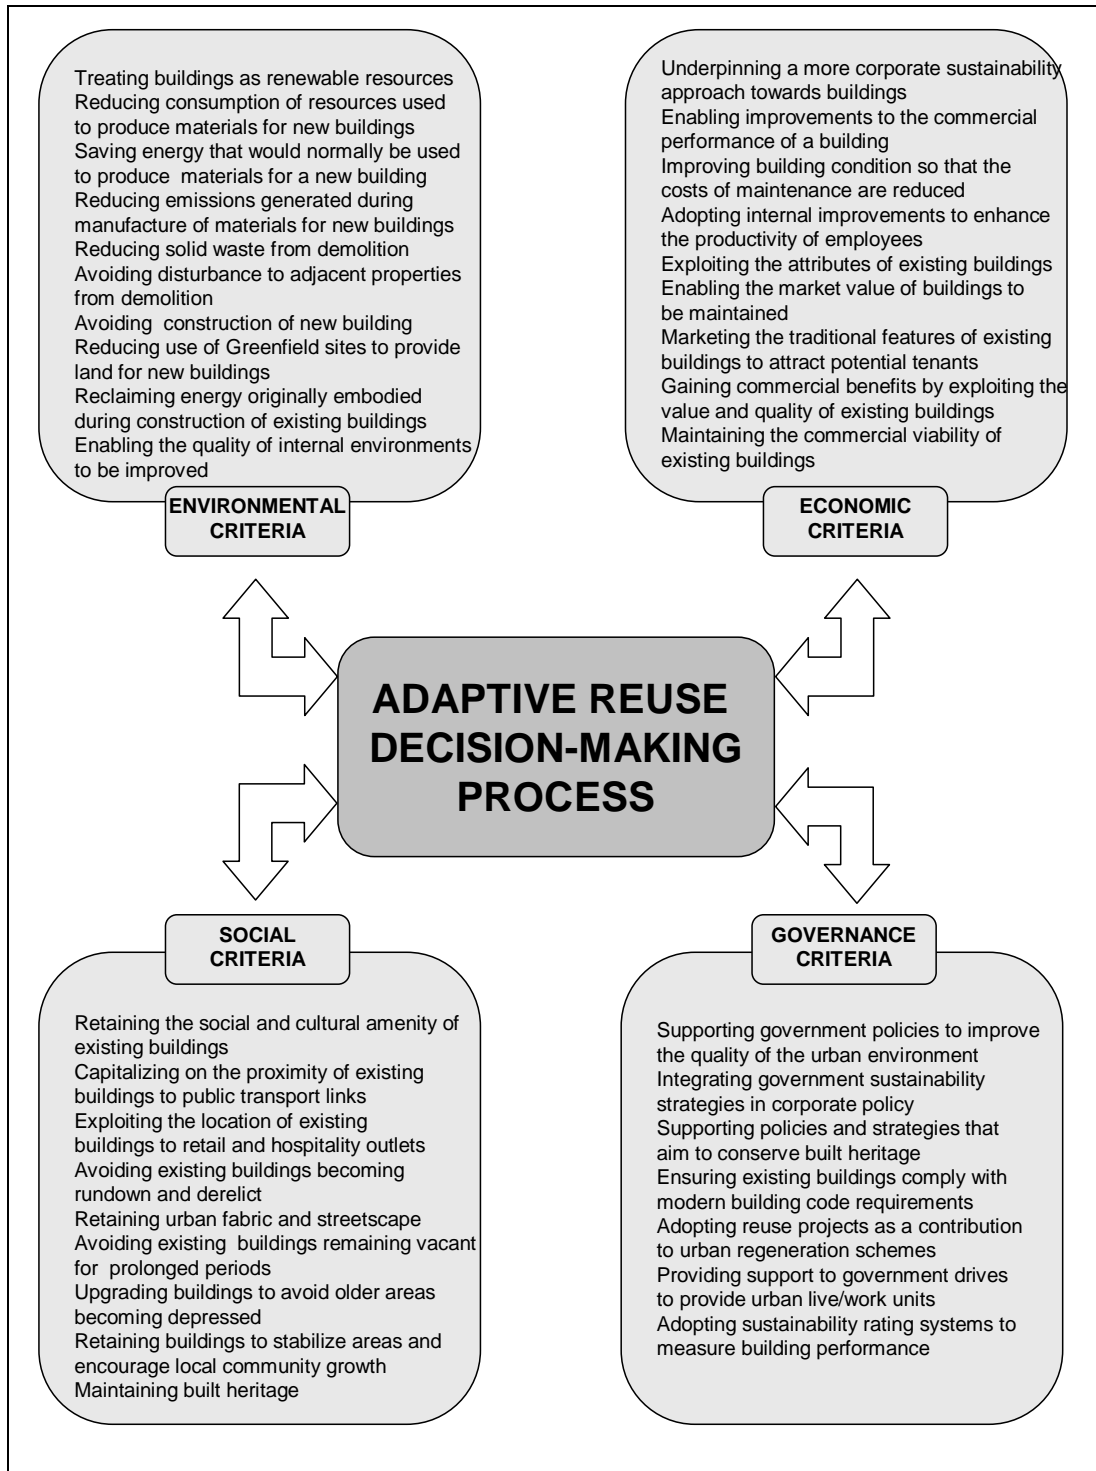 Treating buildings as renewable resources
Reducing consumption of resources used
to produce materials for new buildings
Saving energy that would normally be used
to produce materials for a new building
Reducing emissions generated during
manufacture of materials for new buildings
Reducing solid waste from demolition
Avoiding disturbance to adjacent properties
from demolition
Avoiding construction of new building
Reducing use of Greenfield sites to provide
land for new buildings
Reclaiming energy originally embodied
during construction of existing buildings
Enabling the quality of internal environments
to be improved
ENVIRONMENTAL
CRITERIA
Underpinning a more corporate sustainability
approach towards buildings
Enabling improvements to the commercial
performance of a building
Improving building condition so that the
costs of maintenance are reduced
Adopting internal improvements to enhance
the productivity of employees
Exploiting the attributes of existing buildings
Enabling the market value of buildings to
be maintained
Marketing the traditional features of existing
buildings to attract potential tenants
Gaining commercial benefits by exploiting the
value and quality of existing buildings
Maintaining the commercial viability of
existing buildings
ECONOMIC
CRITERIA
ADAPTIVE REUSE
DECISION-MAKING
PROCESS
SOCIAL
CRITERIA
Retaining the social and cultural amenity of
existing buildings
Capitalizing on the proximity of existing
buildings to public transport links
Exploiting the location of existing
buildings to retail and hospitality outlets
Avoiding existing buildings becoming
rundown and derelict
Retaining urban fabric and streetscape
Avoiding existing buildings remaining vacant
for prolonged periods
Upgrading buildings to avoid older areas
becoming depressed
Retaining buildings to stabilize areas and
encourage local community growth
Maintaining built heritage
GOVERNANCE
CRITERIA
Supporting government policies to improve
the quality of the urban environment
Integrating government sustainability
strategies in corporate policy
Supporting policies and strategies that
aim to conserve built heritage
Ensuring existing buildings comply with
modern building code requirements
Adopting reuse projects as a contribution
to urban regeneration schemes
Providing support to government drives
to provide urban live/work units
Adopting sustainability rating systems to
measure building performance